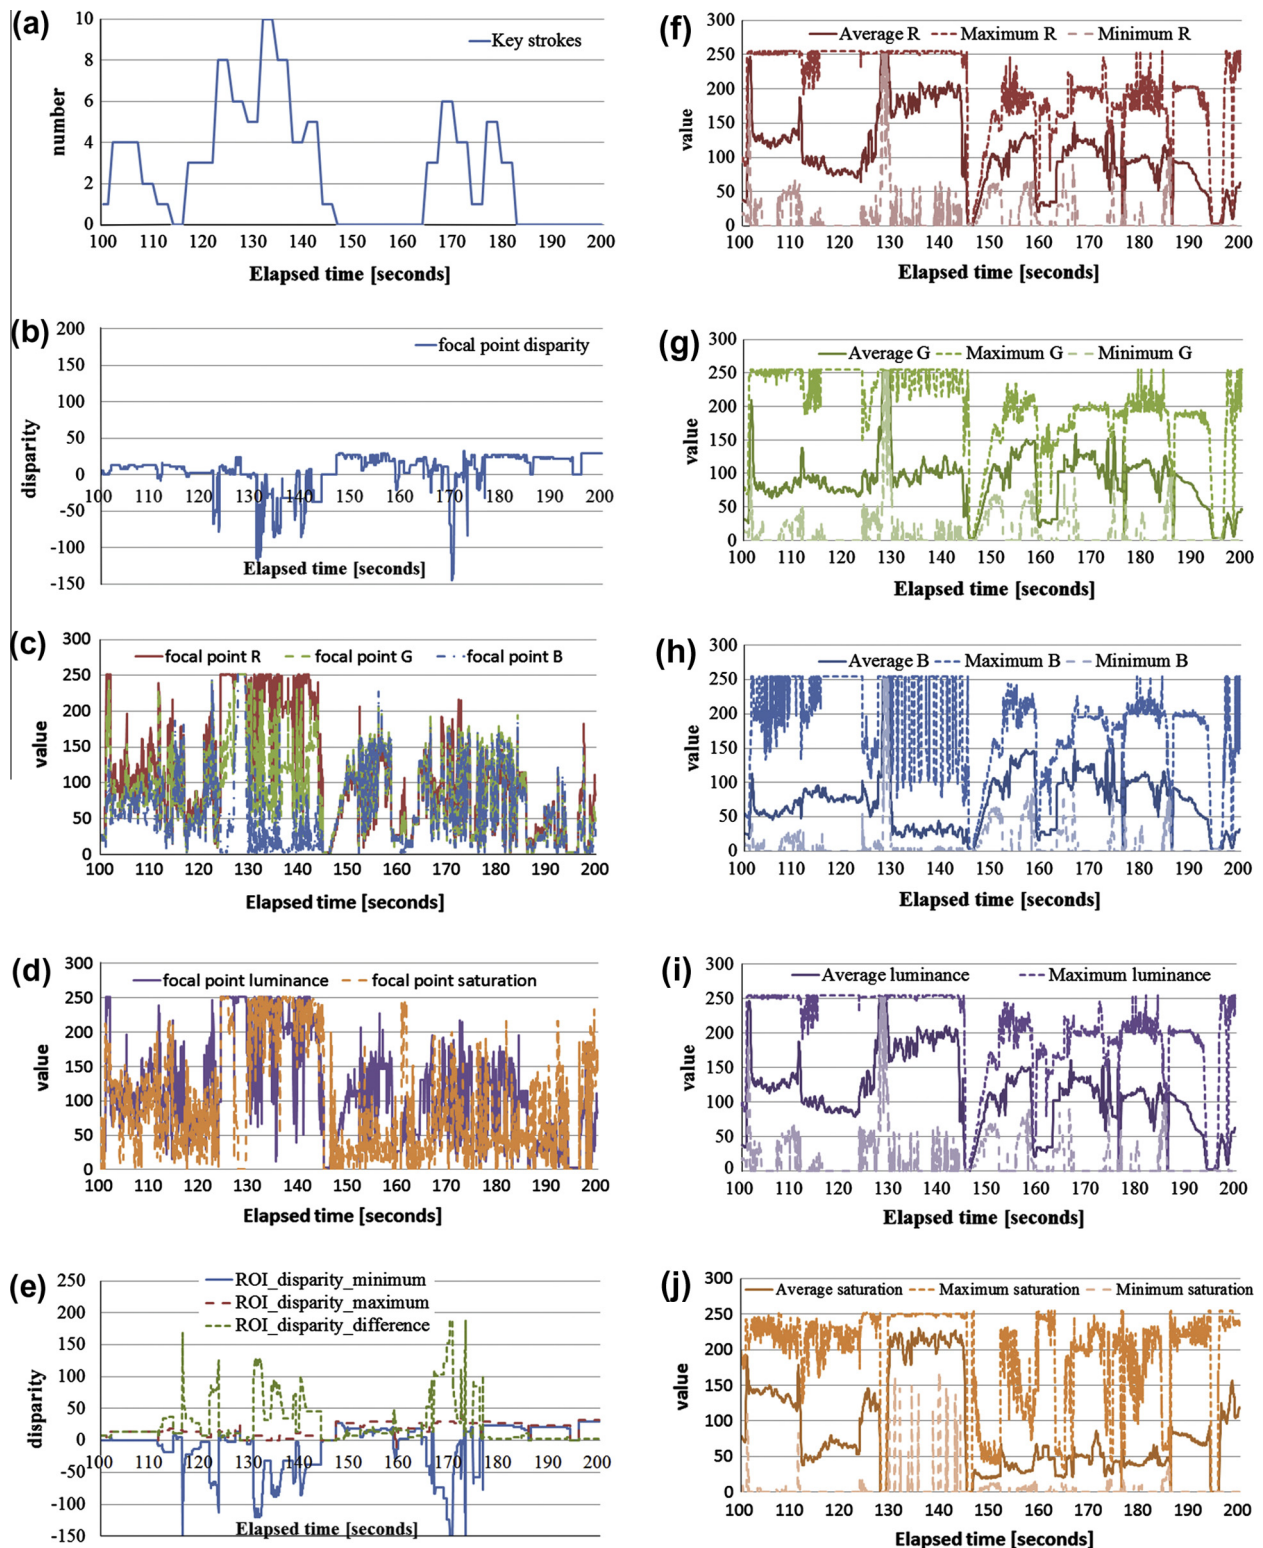 (a)
Key strokes
number
10
8
6
4
2
0
100 110 120 130 140 150 160 170 180 190 200
Elapsed time [seconds]
(b)
focal point disparity
disparity
200
150
100
50
0
-50
-100
-150
100 110 120 130 140 150 160 170 180 190 200
Elapsed time [seconds]
(c)
focal point R focal point G focal point B
value
300
250
200
150
100
50
0
100 110 120 130 140 150 160 170 180 190 200
Elapsed time [seconds]
(d)
focal point luminance focal point saturation
value
300
250
200
150
100
50
0
100 110 120 130 140 150 160 170 180 190 200
Elapsed time [seconds]
(e)
ROI_disparity_minimum
ROI_disparity_maximum
ROI_disparity_difference
disparity
250
200
150
100
50
0
-50
-100
-150
100 110 120 130 140 150 160 170 180 190 200
Elapsed time [seconds]
(f)
Average R Maximum R Minimum R
value
300
250
200
150
100
50
0
100 110 120 130 140 150 160 170 180 190 200
Elapsed time [seconds]
(g)
Average G Maximum G Minimum G
value
300
250
200
150
100
50
0
100 110 120 130 140 150 160 170 180 190 200
Elapsed time [seconds]
(h)
Average B Maximum B Minimum B
value
300
250
200
150
100
50
0
100 110 120 130 140 150 160 170 180 190 200
Elapsed time [seconds]
(i)
Average luminance Maximum luminance
value
300
250
200
150
100
50
0
100 110 120 130 140 150 160 170 180 190 200
Elapsed time [seconds]
(j)
Average saturation Maximum saturation Minimum saturation
value
300
250
200
150
100
50
0
100 110 120 130 140 150 160 170 180 190 200
Elapsed time [seconds]